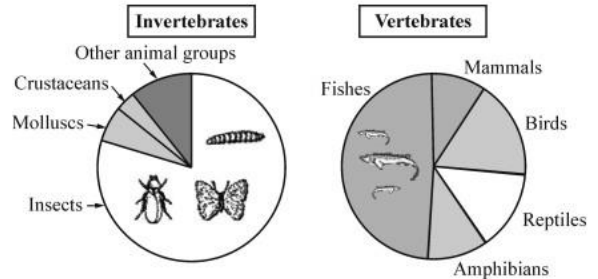 Invertebrates
Other animal groups
Crustaceans
Molluscs
Insects
Vertebrates
Fishes
Mammals
Birds
Reptiles
Amphibians